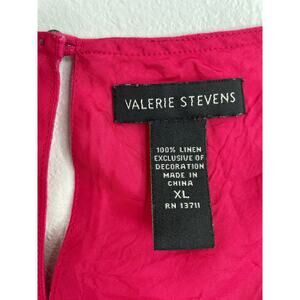 VALERIE STEVENS
100% LINEN
EXCLUSIVE OF
DECORATION
MADE IN
CHINA
XL
RN 13711